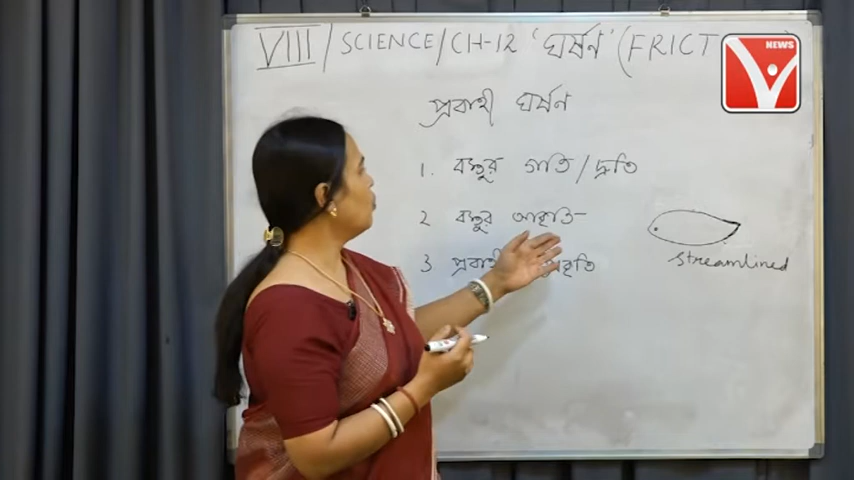 VIII / SCIENCE / CH-12 'ঘর্ষণ' (FRICT
NEWS
প্রবাহী ঘর্ষণ
1. বস্তুর গতি / দ্রুতি
2 বস্তুর আকৃতি
3 প্রবাহী
Streamlined